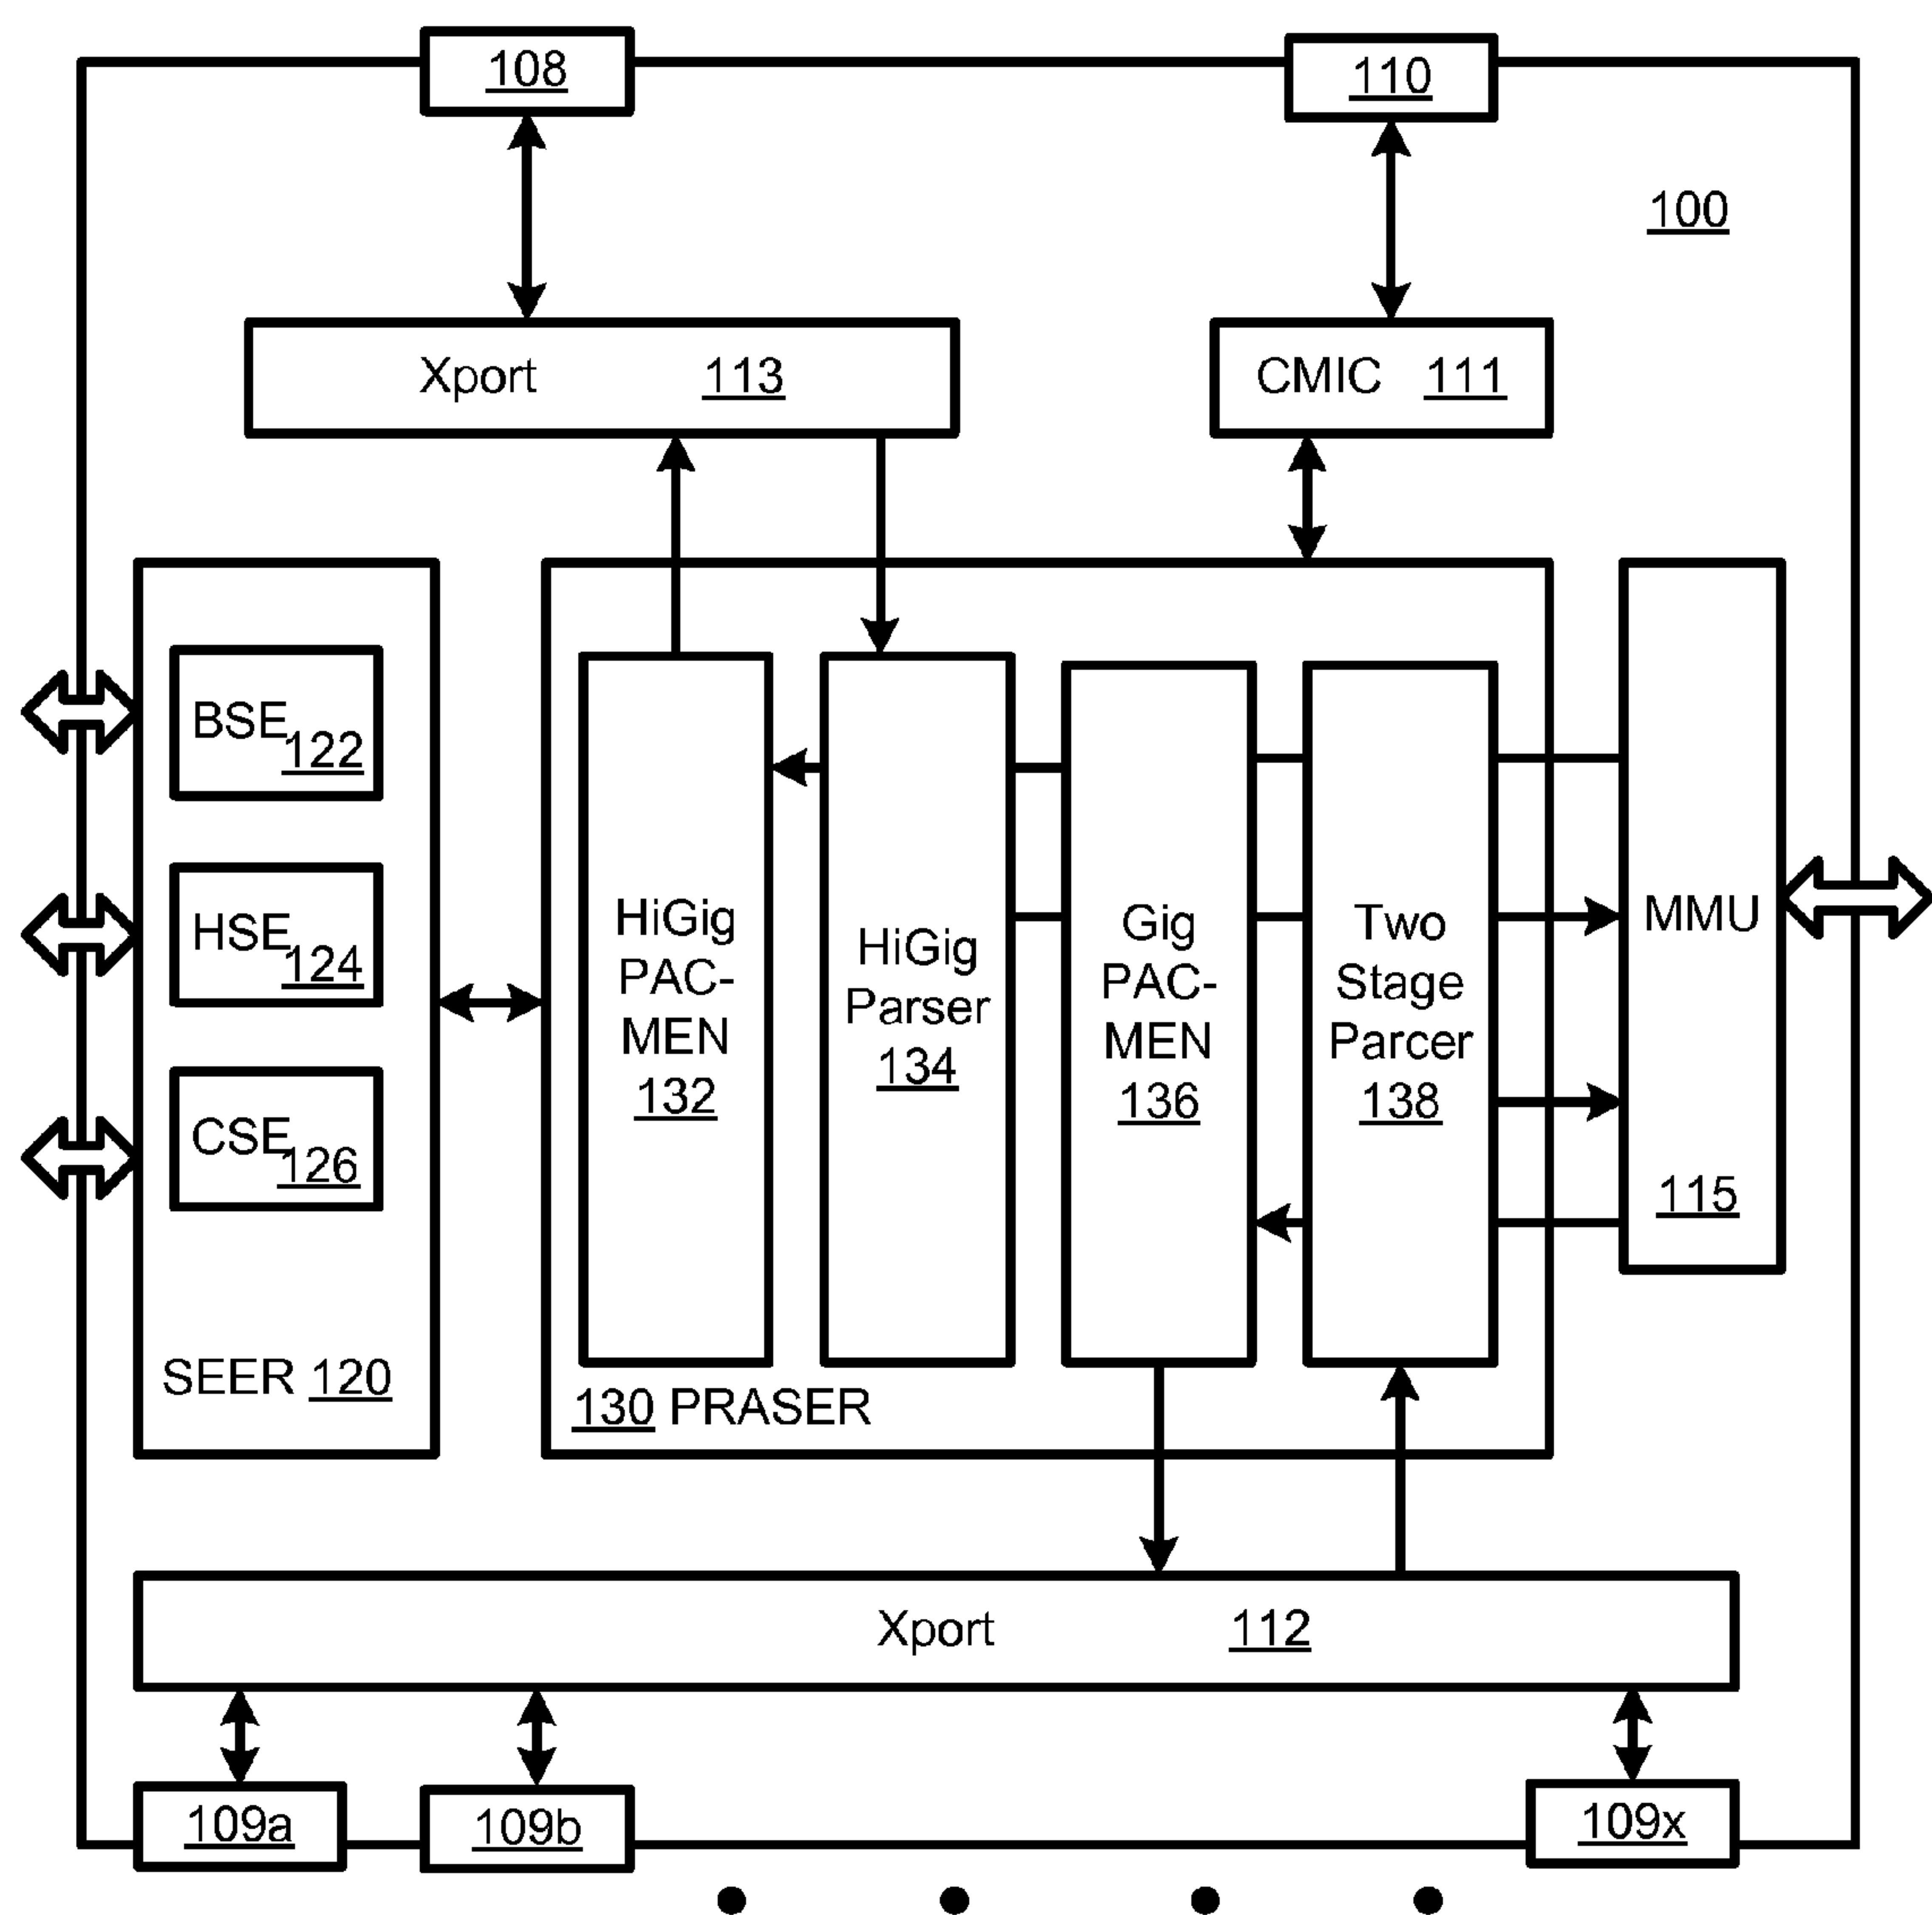 108
110
100
Xport 113
CMIC 111
BSE 122
HSE 124
CSE 126
SEER 120
HiGig
PAC-
MEN
132
HiGig
Parser
134
Gig
PAC-
MEN
136
Two
Stage
Parcer
138
MMU
115
130 PRASER
Xport 112
109a
109b
109x